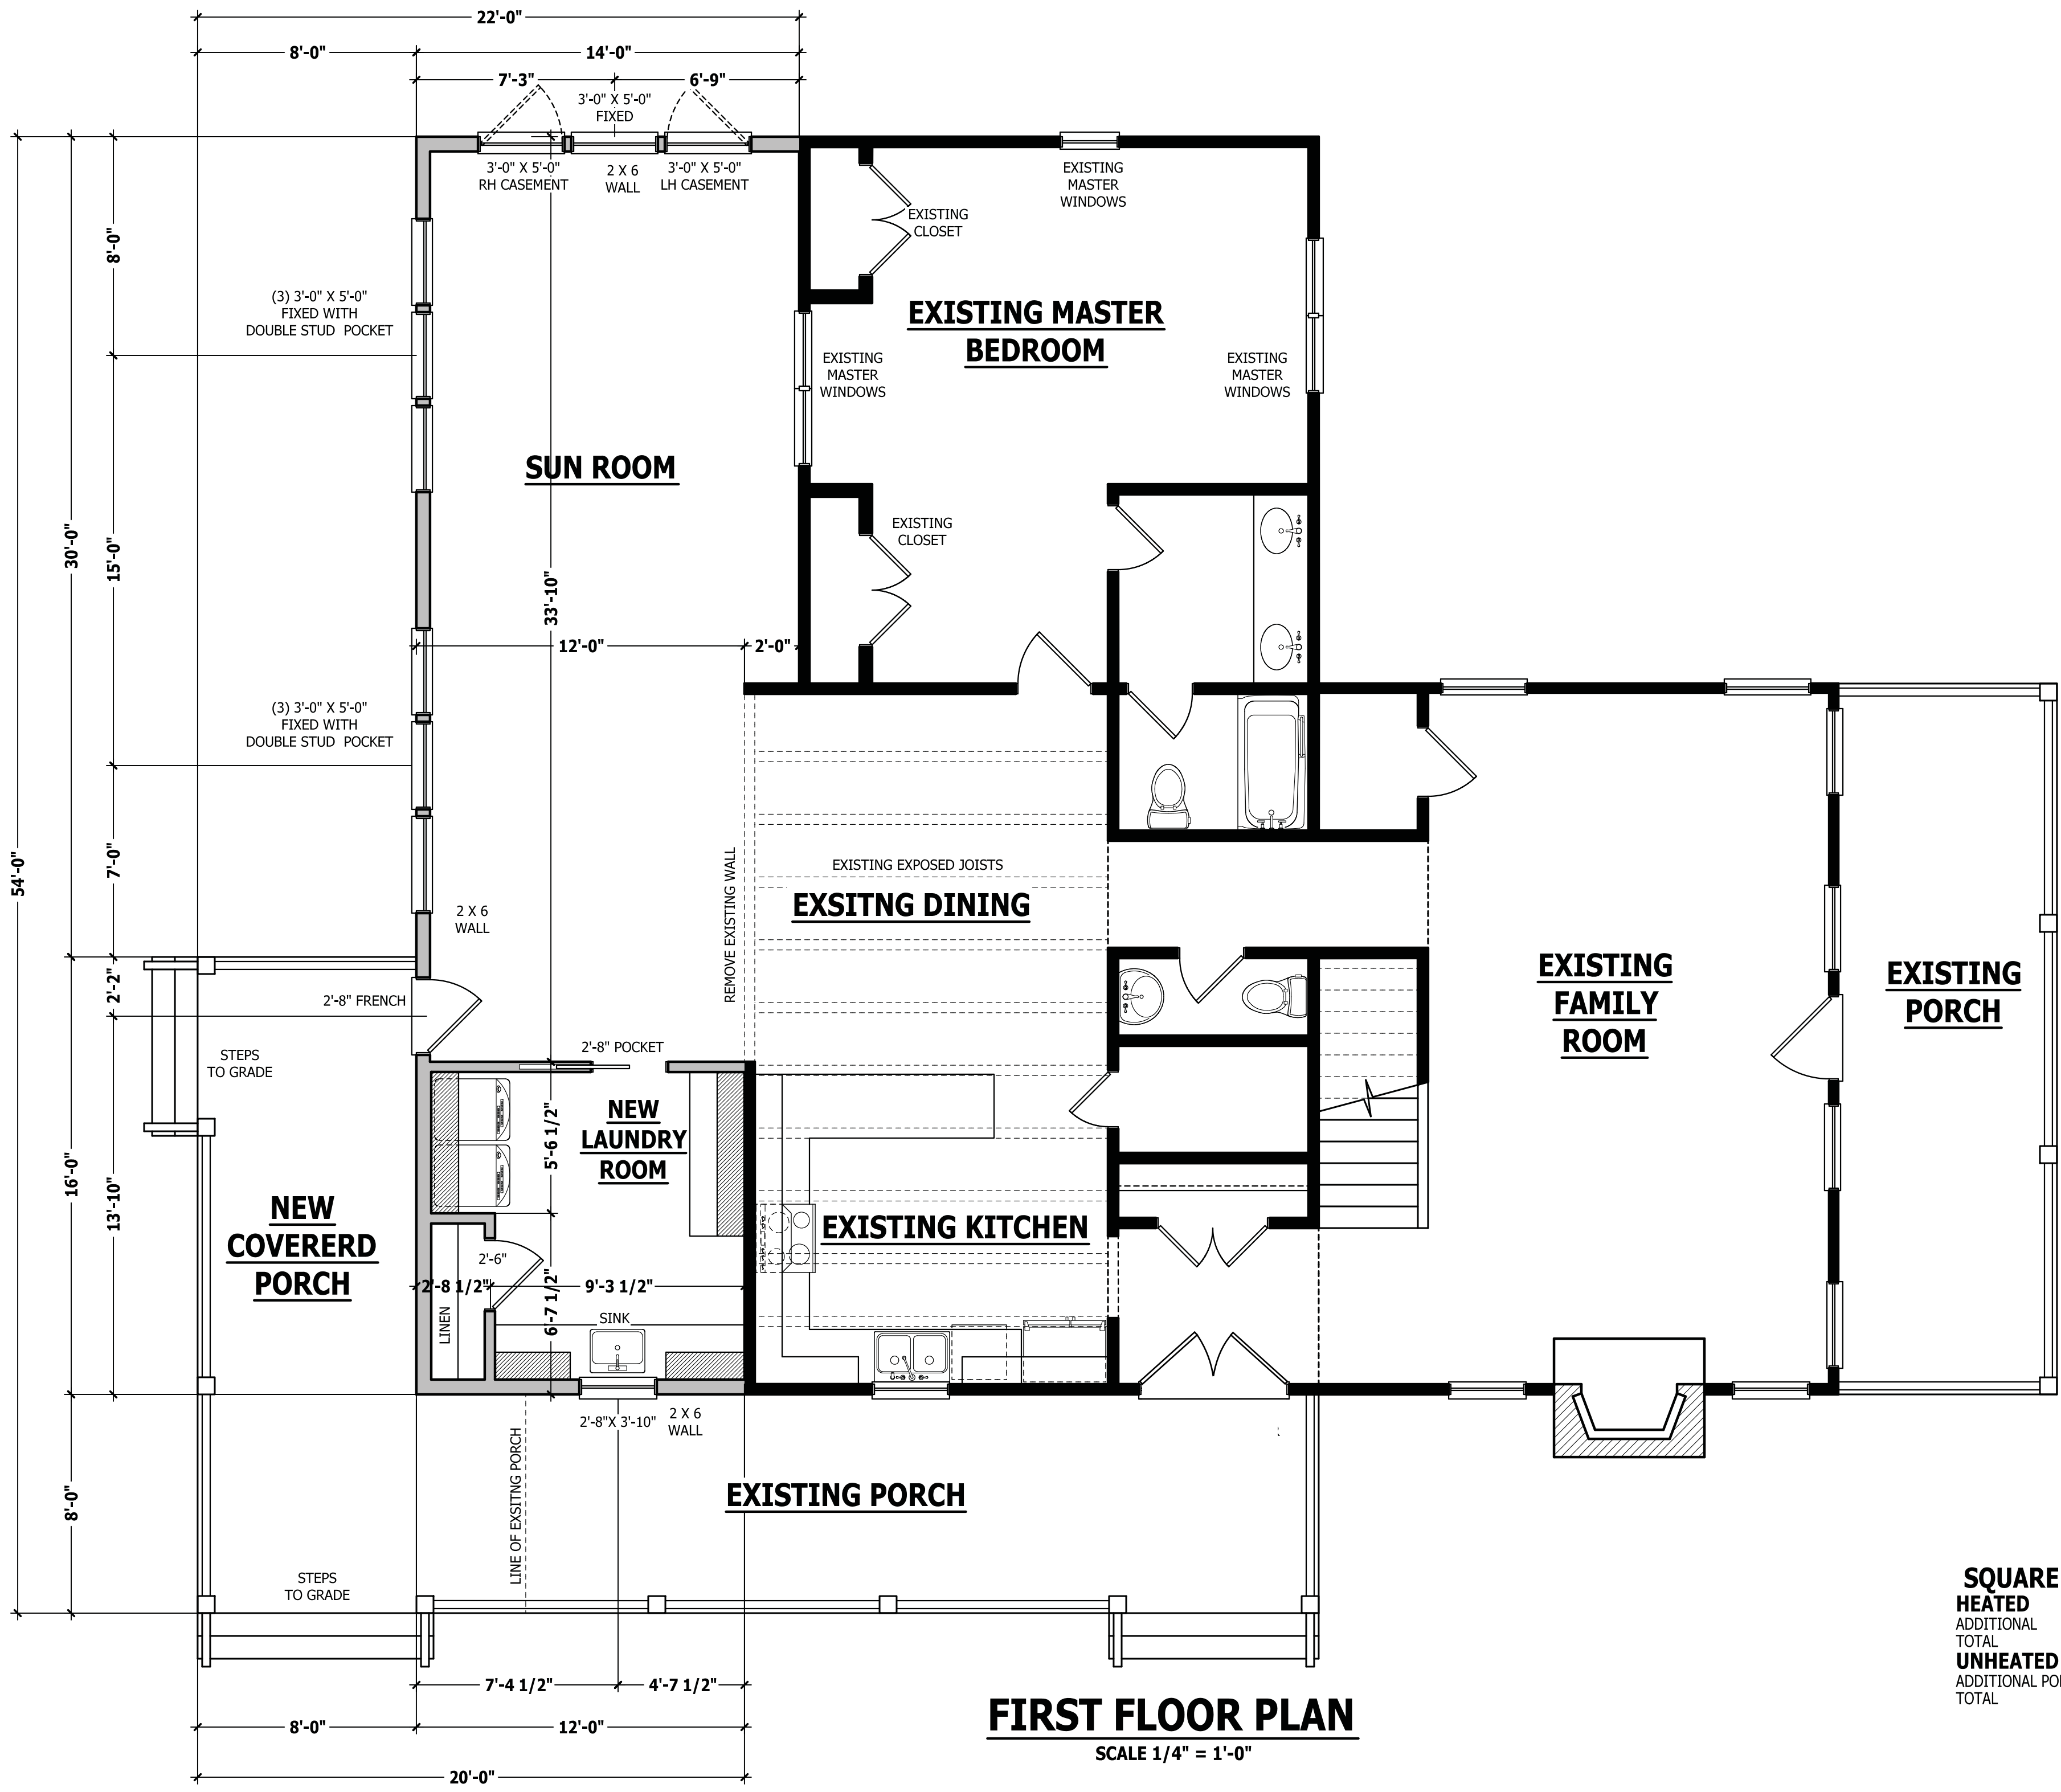 22'-0"
8'-0"
14'-0"
7'-3"
6'-9"
3'-0" X 5'-0"
FIXED
3'-0" X 5'-0"
RH CASEMENT
2 X 6
WALL
3'-0" X 5'-0"
LH CASEMENT
EXISTING
MASTER
WINDOWS
EXISTING
CLOSET
8'-0"
(3) 3'-0" X 5'-0"
FIXED WITH
DOUBLE STUD POCKET
EXISTING MASTER
BEDROOM
EXISTING
MASTER
WINDOWS
EXISTING
MASTER
WINDOWS
SUN ROOM
EXISTING
CLOSET
30'-0"
15'-0"
33'-10"
12'-0"
2'-0"
(3) 3'-0" X 5'-0"
FIXED WITH
DOUBLE STUD POCKET
54'-0"
7'-0"
2 X 6
WALL
REMOVE EXISTING WALL
EXISTING EXPOSED JOISTS
EXSITNG DINING
2'-2"
2'-8" FRENCH
EXISTING
FAMILY
ROOM
EXISTING
PORCH
STEPS
TO GRADE
2'-8" POCKET
NEW
LAUNDRY
ROOM
5'-6 1/2"
16'-0"
13'-10"
NEW
COVERERD
PORCH
EXISTING KITCHEN
2'-6"
2'-8 1/2"
9'-3 1/2"
6'-7 1/2"
LINEN
SINK
2'-8"X 3'-10"
2 X 6
WALL
LINE OF EXSITNG PORCH
8'-0"
EXISTING PORCH
STEPS
TO GRADE
7'-4 1/2"
4'-7 1/2"
8'-0"
12'-0"
20'-0"
FIRST FLOOR PLAN
SCALE 1/4" = 1'-0"
SQUARE
HEATED
ADDITIONAL
TOTAL
UNHEATED
ADDITIONAL
TOTAL